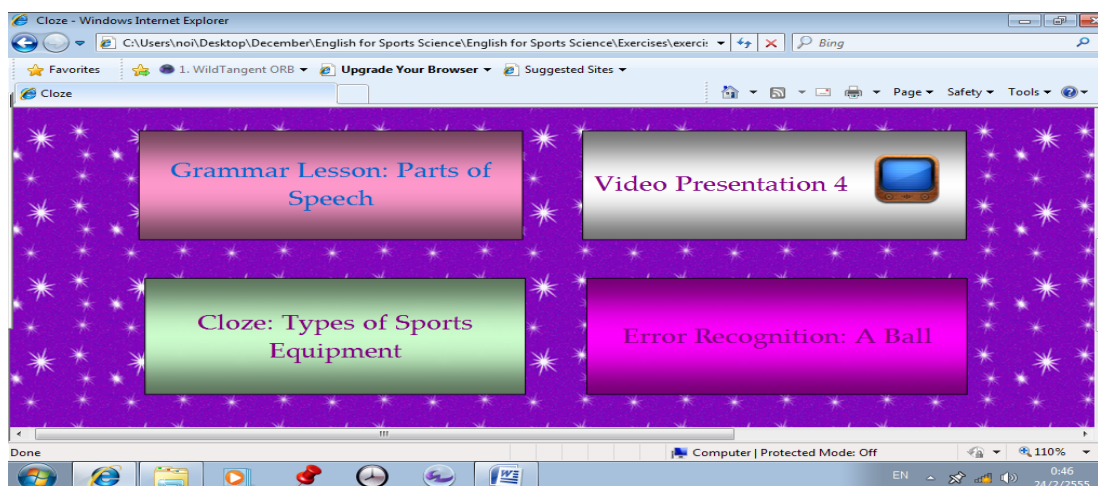 Cloze - Windows Internet Explorer
C:\Users\noi\Desktop\December\English for Sports Science\English for Sports Science\Exercises\exerci:
Bing
Favorites
1. WildTangent ORB
Upgrade Your Browser
Suggested Sites
Cloze
Page
Safety
Tools
Grammar Lesson: Parts of
Speech
Video Presentation 4
Cloze: Types of Sports
Equipment
Error Recognition: A Ball
Done
Computer | Protected Mode: Off
110%
EN
0:46
24/2/2555